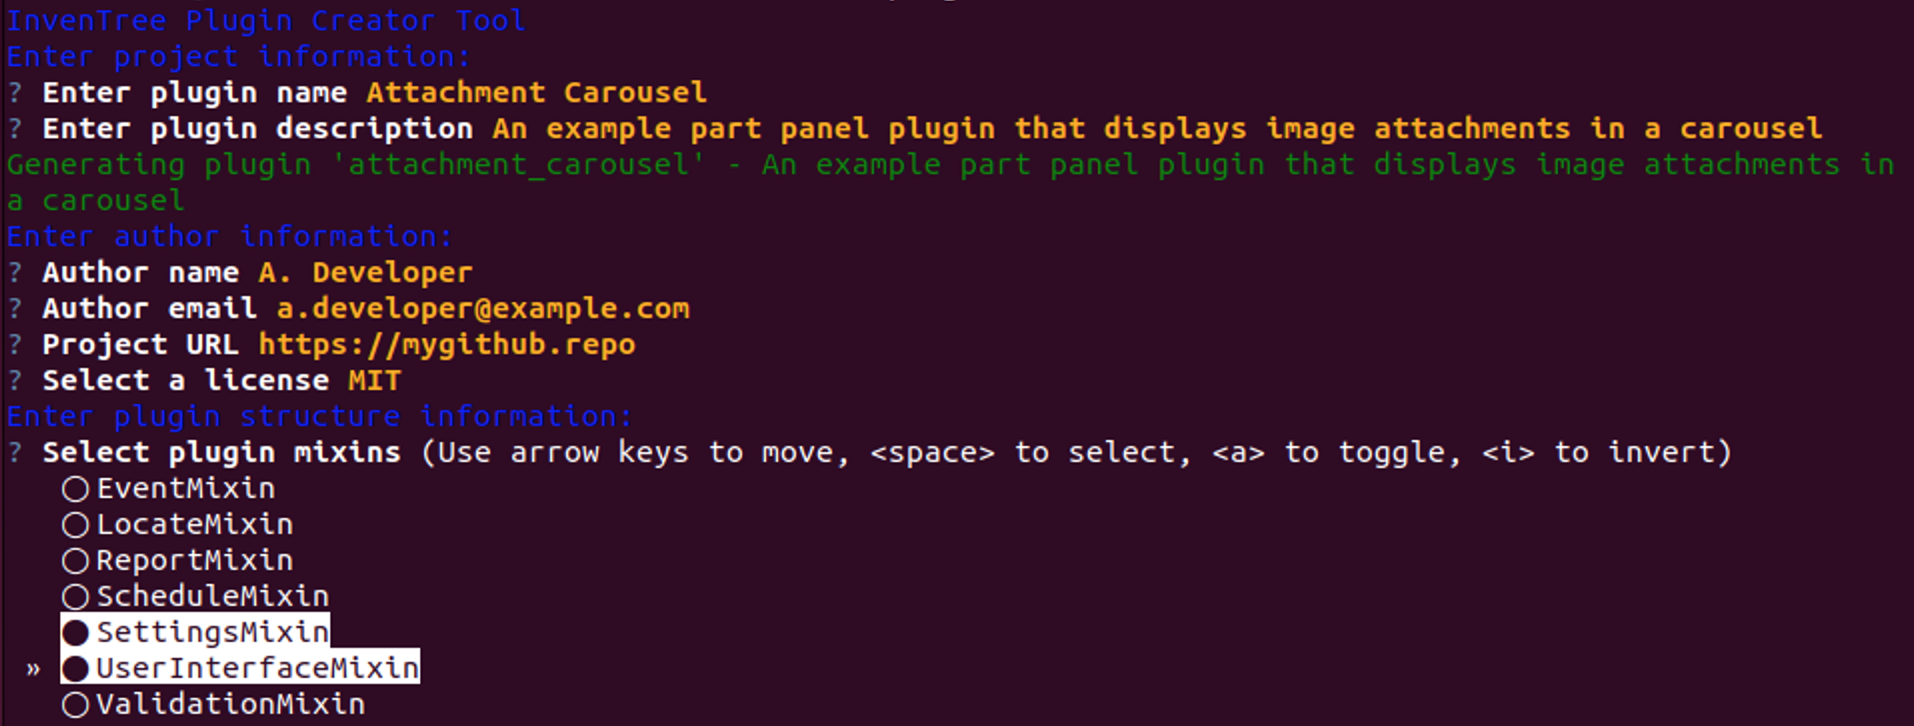 InvenTree Plugin Creator Tool
Enter project information:
? Enter plugin name Attachment Carousel
? Enter plugin description An example part panel plugin that displays image attachments in a carousel
Generating plugin 'attachment_carousel' - An example part panel plugin that displays image attachments in
a carousel
Enter author information:
? Author name A. Developer
? Author email a.developer@example.com
? Project URL https://mygithub.repo
? Select a license MIT
Enter plugin structure information:
? Select plugin mixins (Use arrow keys to move, <space> to select, <a> to toggle, <i> to invert)
○ EventMixin
○ LocateMixin
○ ReportMixin
○ ScheduleMixin
● SettingsMixin
» ● UserInterfaceMixin
○ ValidationMixin